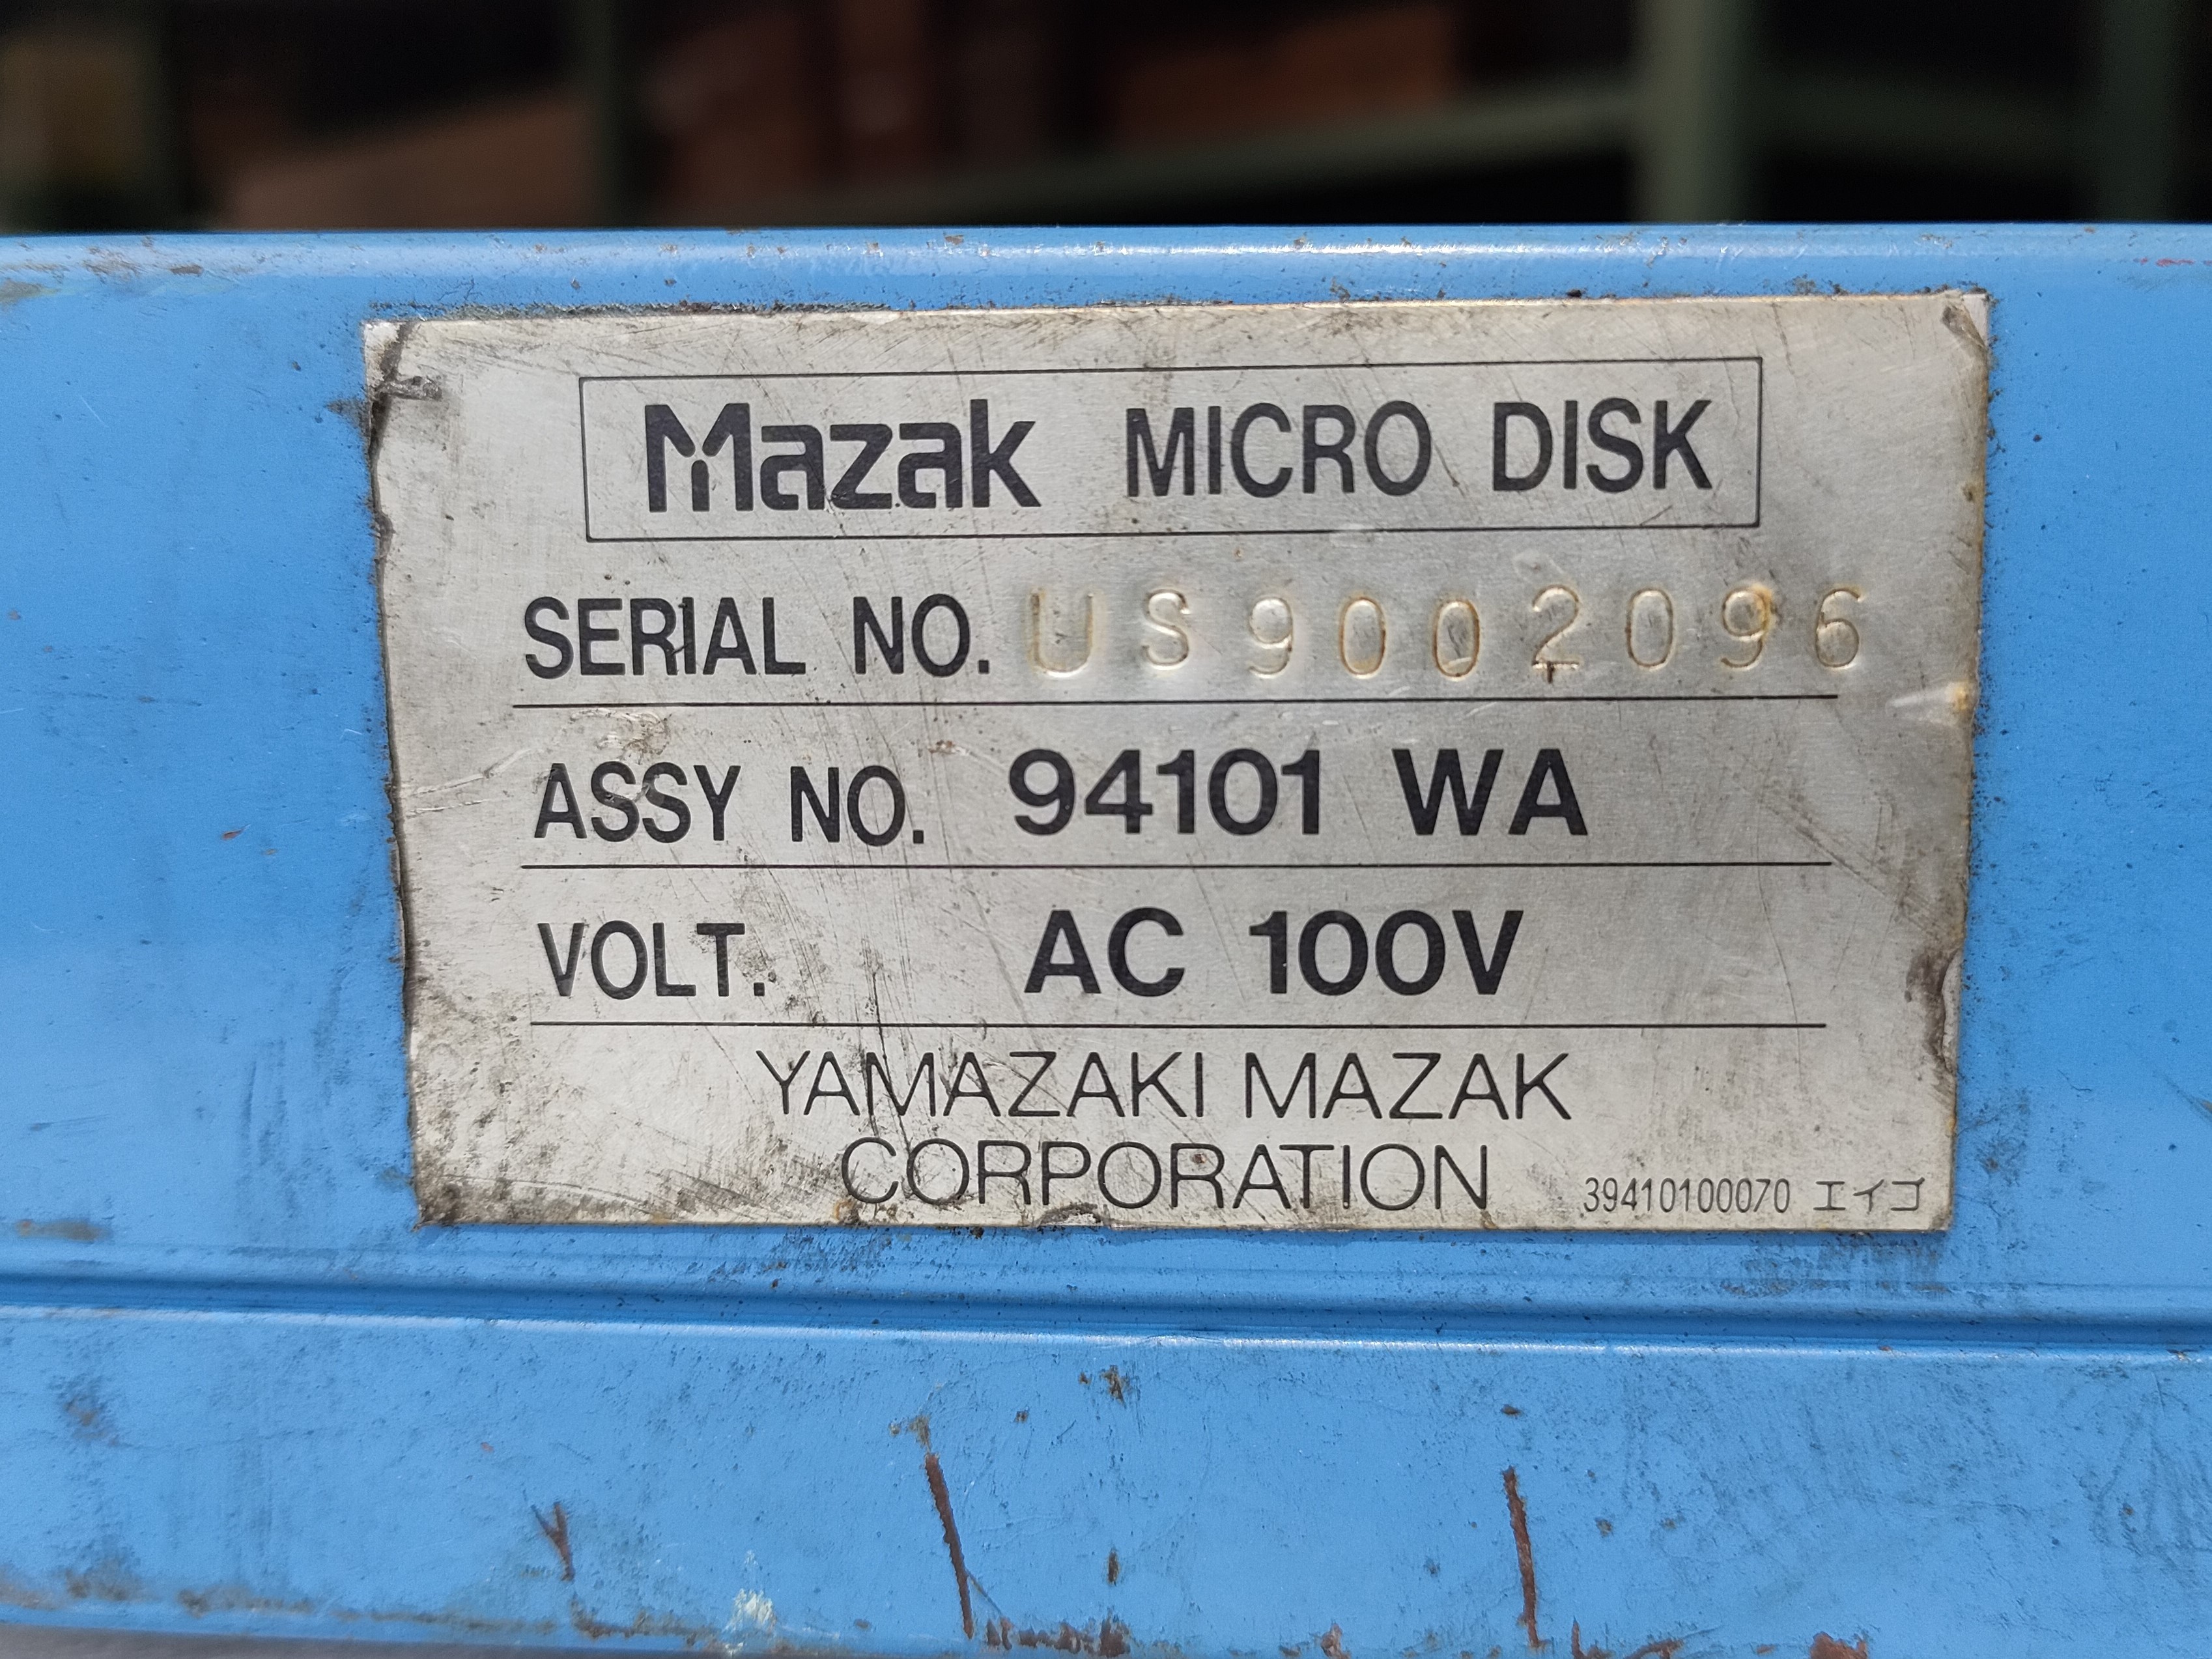 Mazak MICRO DISK
SERIAL NO. US9002096
ASSY NO. 94101 WA
VOLT. AC 100V
YAMAZAKI MAZAK
CORPORATION
39410100070 エイゴ